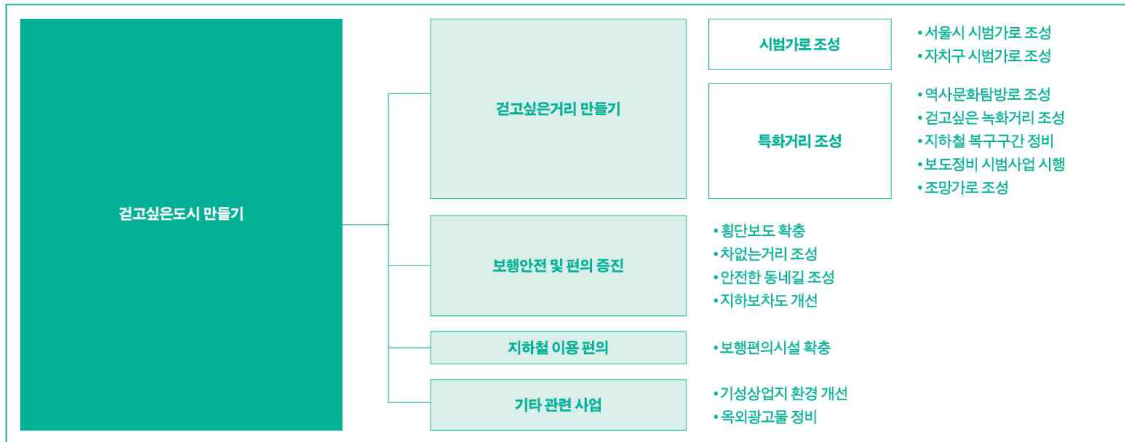 걷고싶은도시 만들기
걷고싶은거리 만들기
시범가로 조성
• 서울시 시범가로 조성
• 자치구 시범가로 조성
특화거리 조성
• 역사문화탐방로 조성
• 걷고싶은 녹화거리 조성
• 지하철 복구구간 정비
• 보도정비 시범사업 시행
• 조망가로 조성
보행안전 및 편의 증진
• 횡단보도 확충
• 차없는거리 조성
• 안전한 동네길 조성
• 지하보차도 개선
지하철 이용 편의
• 보행편의시설 확충
기타 관련 사업
• 기성상업지 환경 개선
• 옥외광고물 정비